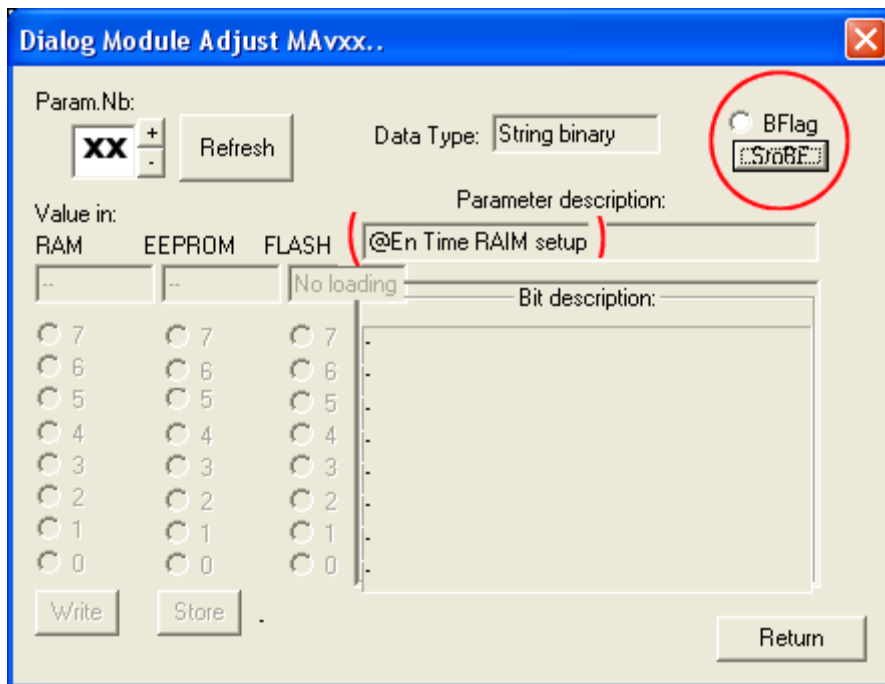 Dialog Module Adjust MAvxx..
Param.Nb:
xx
+
-
Refresh
Data Type:
String binary
BFlag
StoBF
Value in:
RAM
EEPROM
FLASH
--
--
No loading
Parameter description:
@En Time RAIM setup
Bit description:
7 7 7 -
6 6 6 -
5 5 5 -
4 4 4 -
3 3 3 -
2 2 2 -
1 1 1 -
0 0 0 -
Write
Store
-
Return